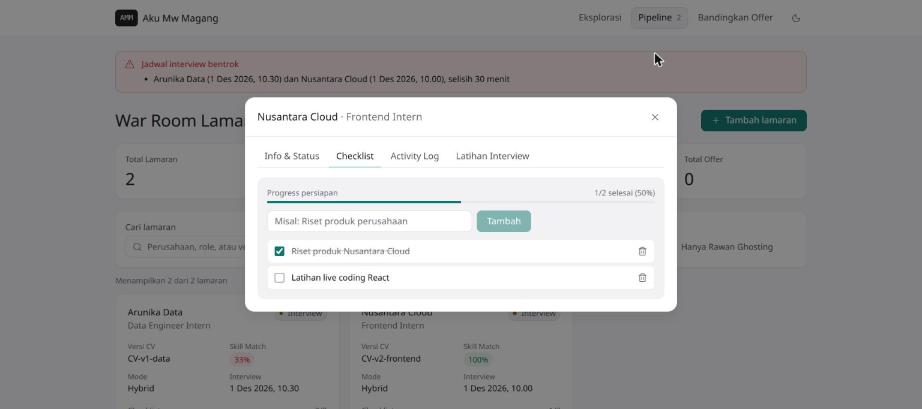 AMM Aku Mw Magang Eksplorasi Pipeline 2 Bandingkan Offer
Jadwal interview bentrok
• Arunika Data (1 Des 2026, 10.30) dan Nusantara Cloud (1 Des 2026, 10.00), selisih 30 menit
War Room Lama
+ Tambah lamaran
Nusantara Cloud · Frontend Intern
Info & Status Checklist Activity Log Latihan Interview
Progress persiapan 1/2 selesai (50%)
Misal: Riset produk perusahaan Tambah
Riset produk Nusantara Cloud
Latihan live coding React
Total Lamaran
2
Total Offer
0
Cari lamaran
Perusahaan, role, atau ve
Hanya Rawan Ghosting
Menampilkan 2 dari 2 lamaran
Arunika Data Interview
Data Engineer Intern
Versi CV Skill Match
CV-v1-data 33%
Mode Interview
Hybrid 1 Des 2026, 10.30
Nusantara Cloud Interview
Frontend Intern
Versi CV Skill Match
CV-v2-frontend 100%
Mode Interview
Hybrid 1 Des 2026, 10.00